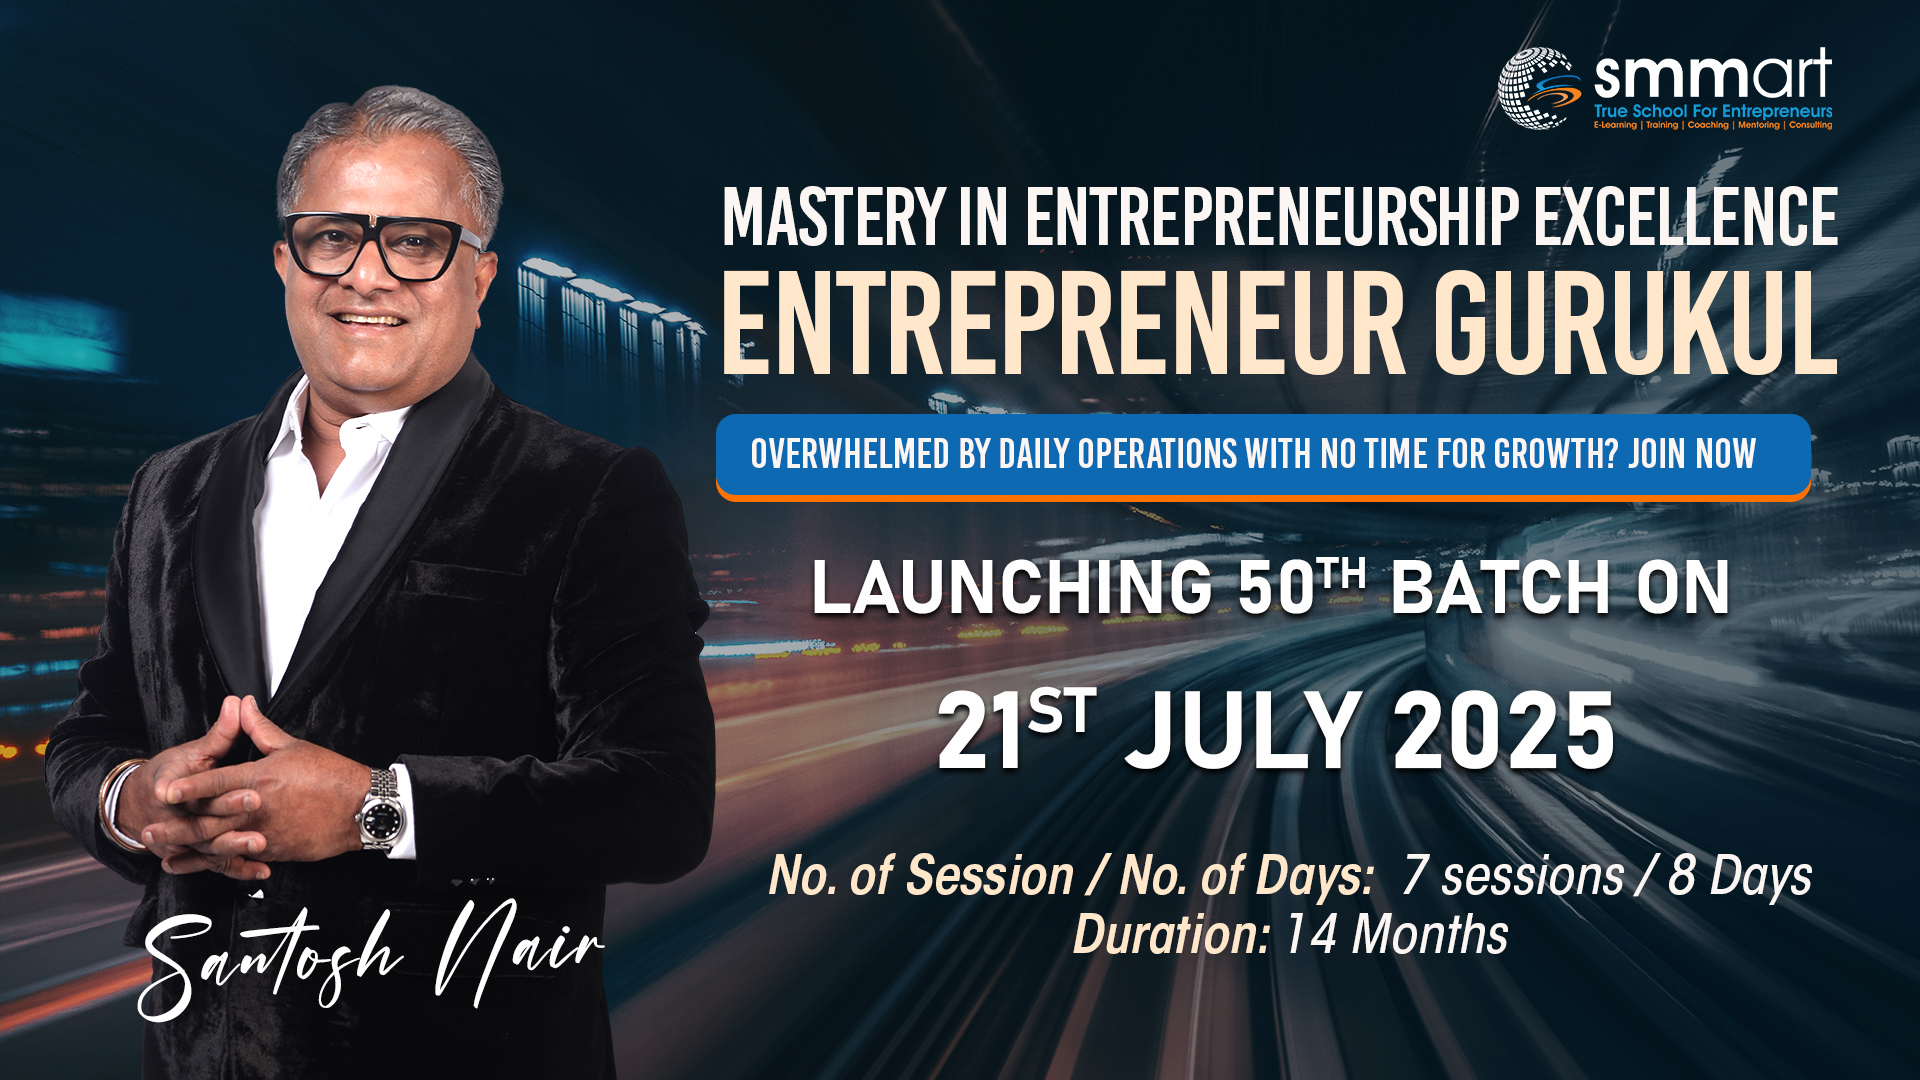 smmart
True School For Entrepreneurs
E-Learning | Training | Coaching | Mentoring | Consulting
MASTERY IN ENTREPRENEURSHIP EXCELLENCE
ENTREPRENEUR GURUKUL
OVERWHELMED BY DAILY OPERATIONS WITH NO TIME FOR GROWTH? JOIN NOW
LAUNCHING 50TH BATCH ON
21ST JULY 2025
No. of Session / No. of Days: 7 sessions / 8 Days
Duration: 14 Months
Santosh Nair